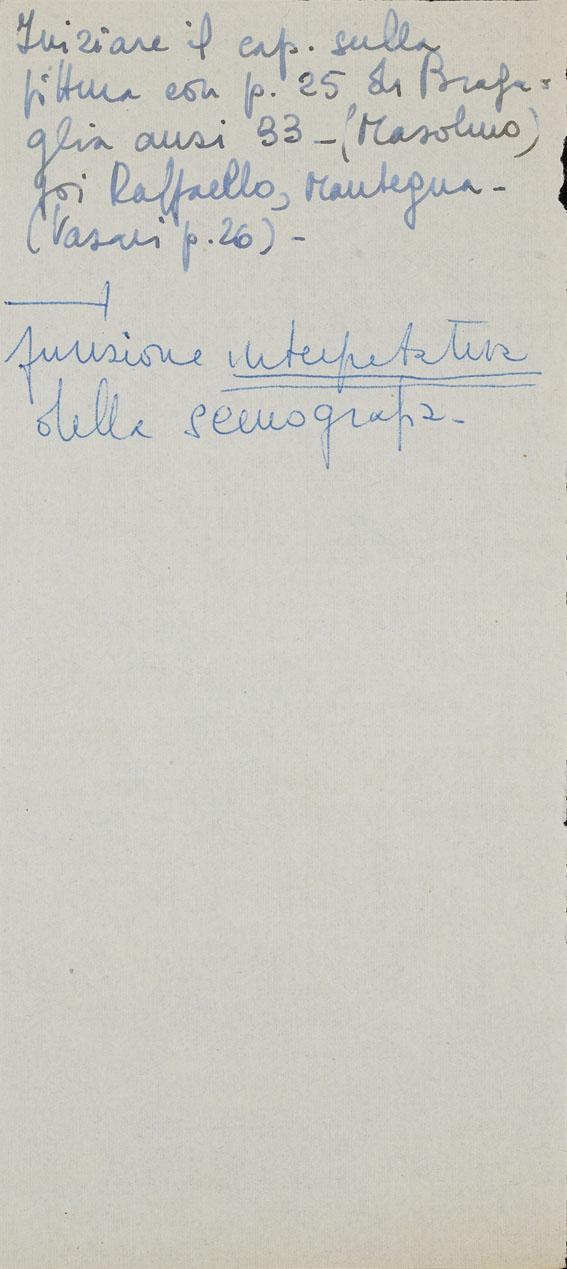 Iniziare il cap. sulla
pittura con p. 25 di Braga=
glia anzi 33 - (Masolino)
poi Raffaello, Mantegna -
(Vasari p. 26) -
funzione interpretativa
della scenografia -